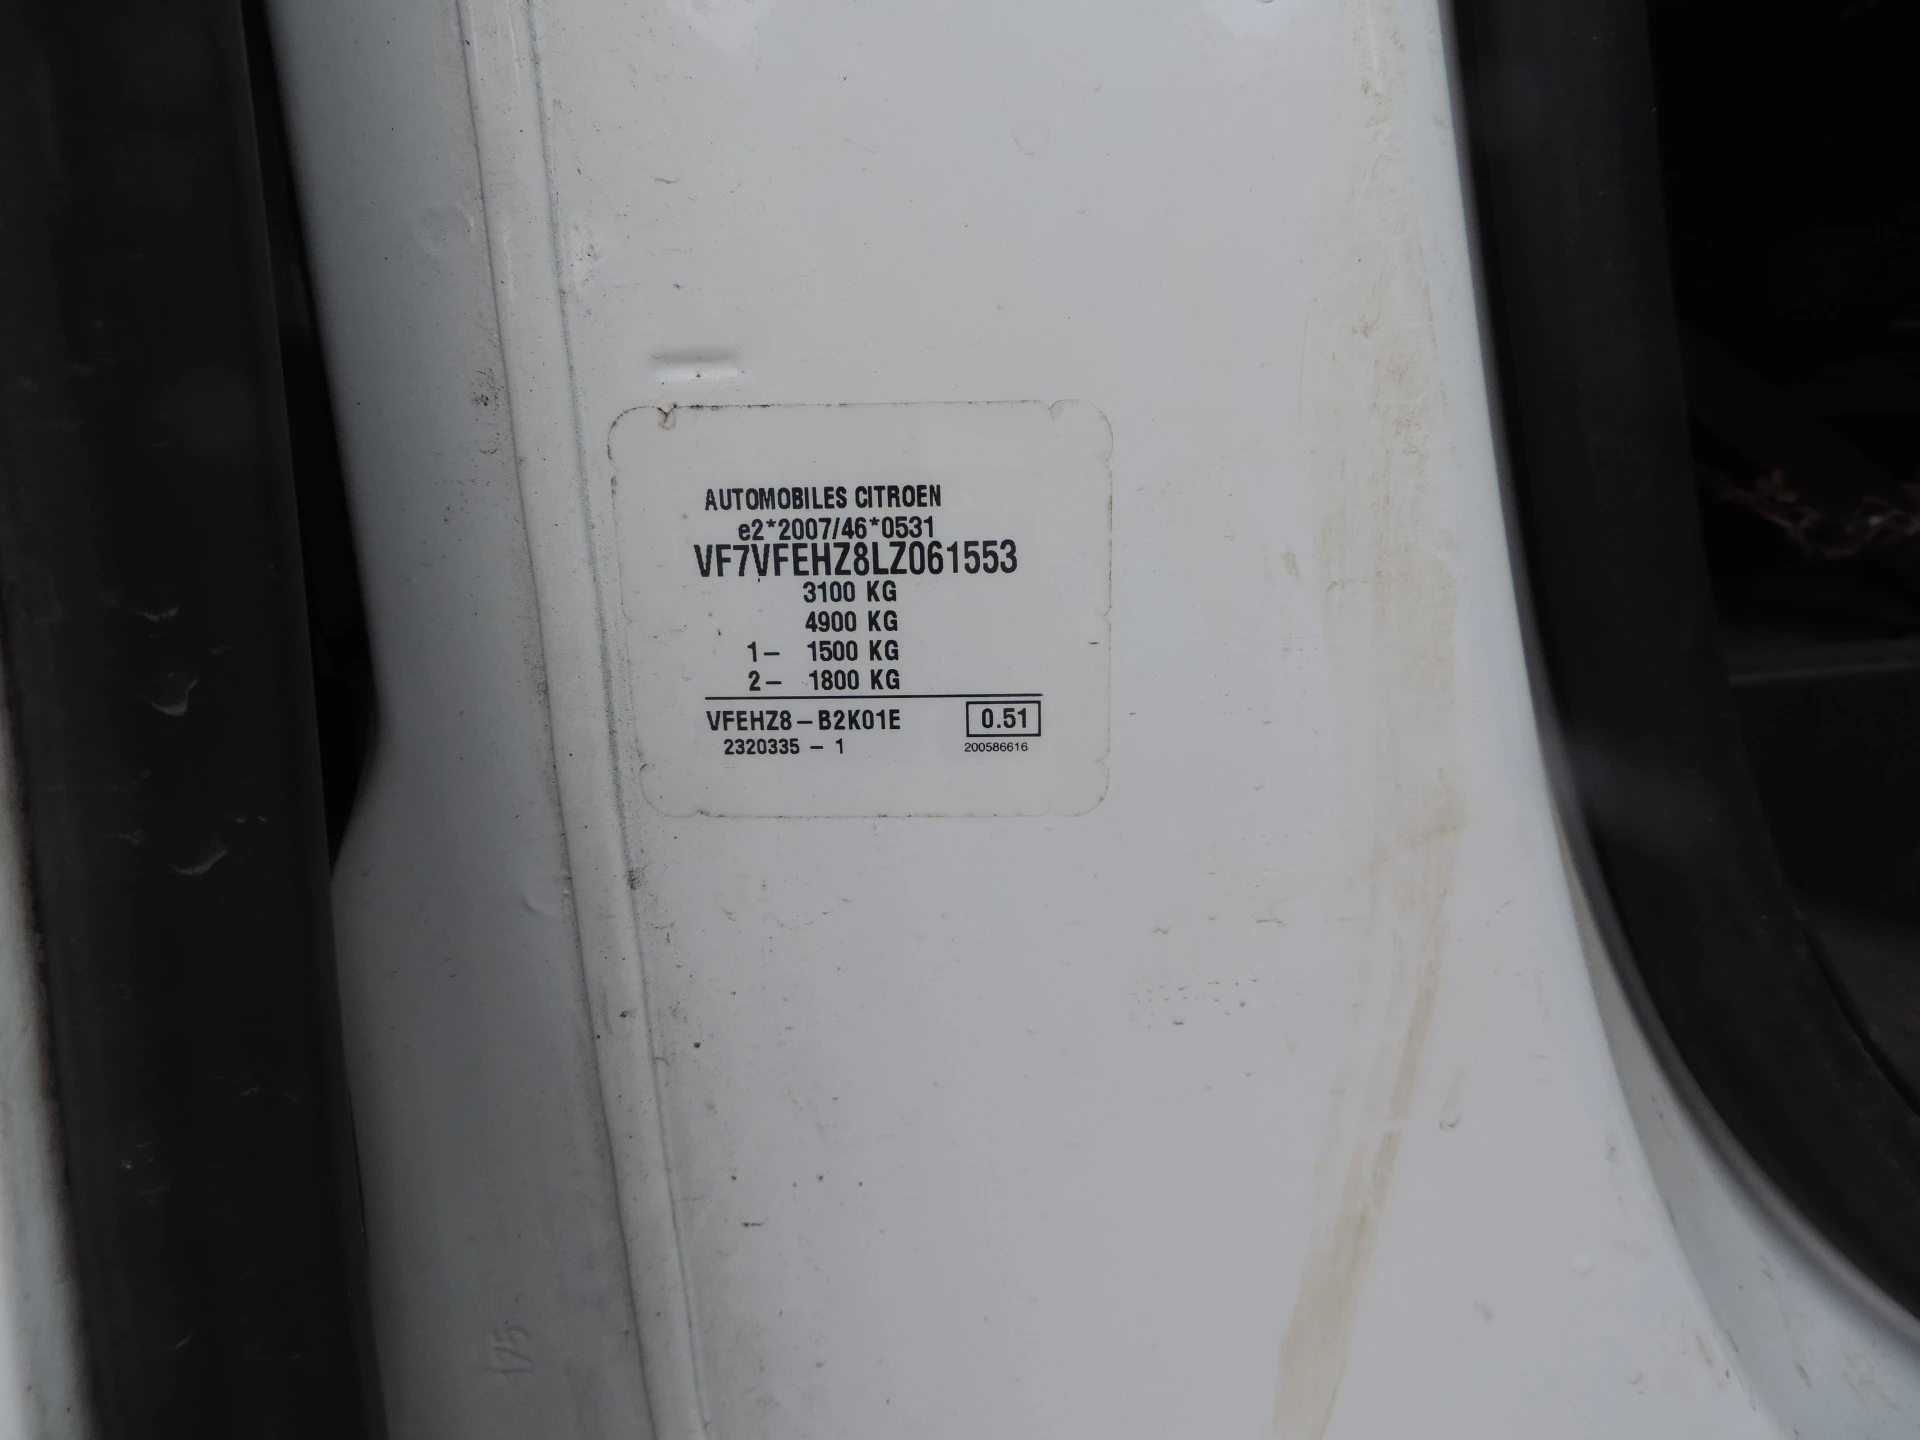 AUTOMOBILES CITROEN
e2*2007/46*0531
VF7VFEHZ8LZ061553
3100 KG
4900 KG
1- 1500 KG
2- 1800 KG
VFEHZ8-B2K01E 0.51
2320335 - 1 200586616